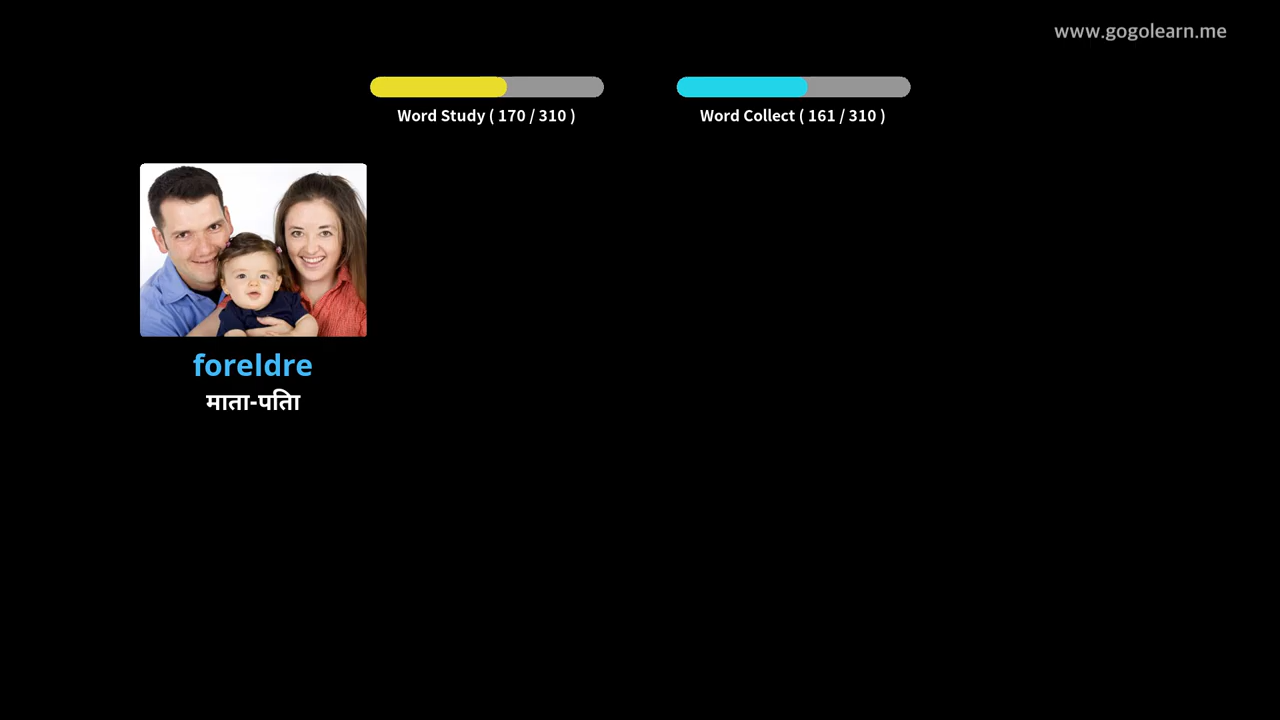 www.gogolearn.me
Word Study ( 170 / 310 )
Word Collect ( 161 / 310 )
foreldre
माता-पिता